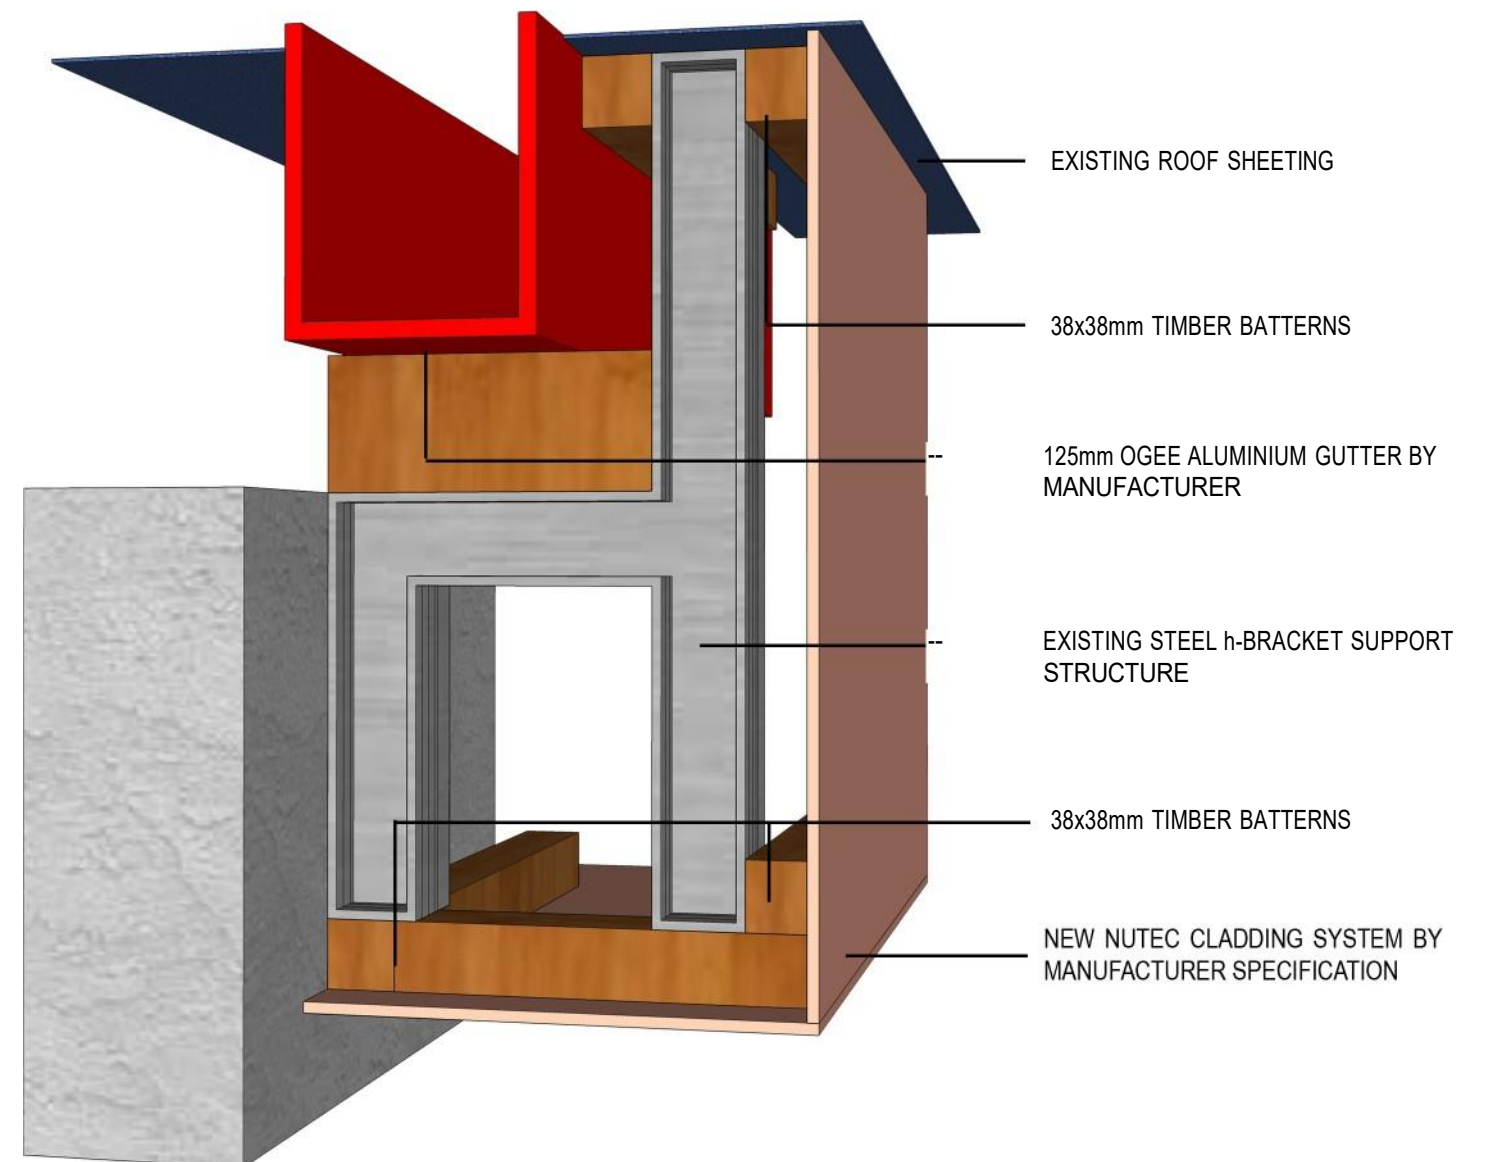 EXISTING ROOF SHEETING
38x38mm TIMBER BATTERNS
125mm OGEE ALUMINIUM GUTTER BY
MANUFACTURER
EXISTING STEEL h-BRACKET SUPPORT
STRUCTURE
38x38mm TIMBER BATTERNS
NEW NUTEC CLADDING SYSTEM BY
MANUFACTURER SPECIFICATION